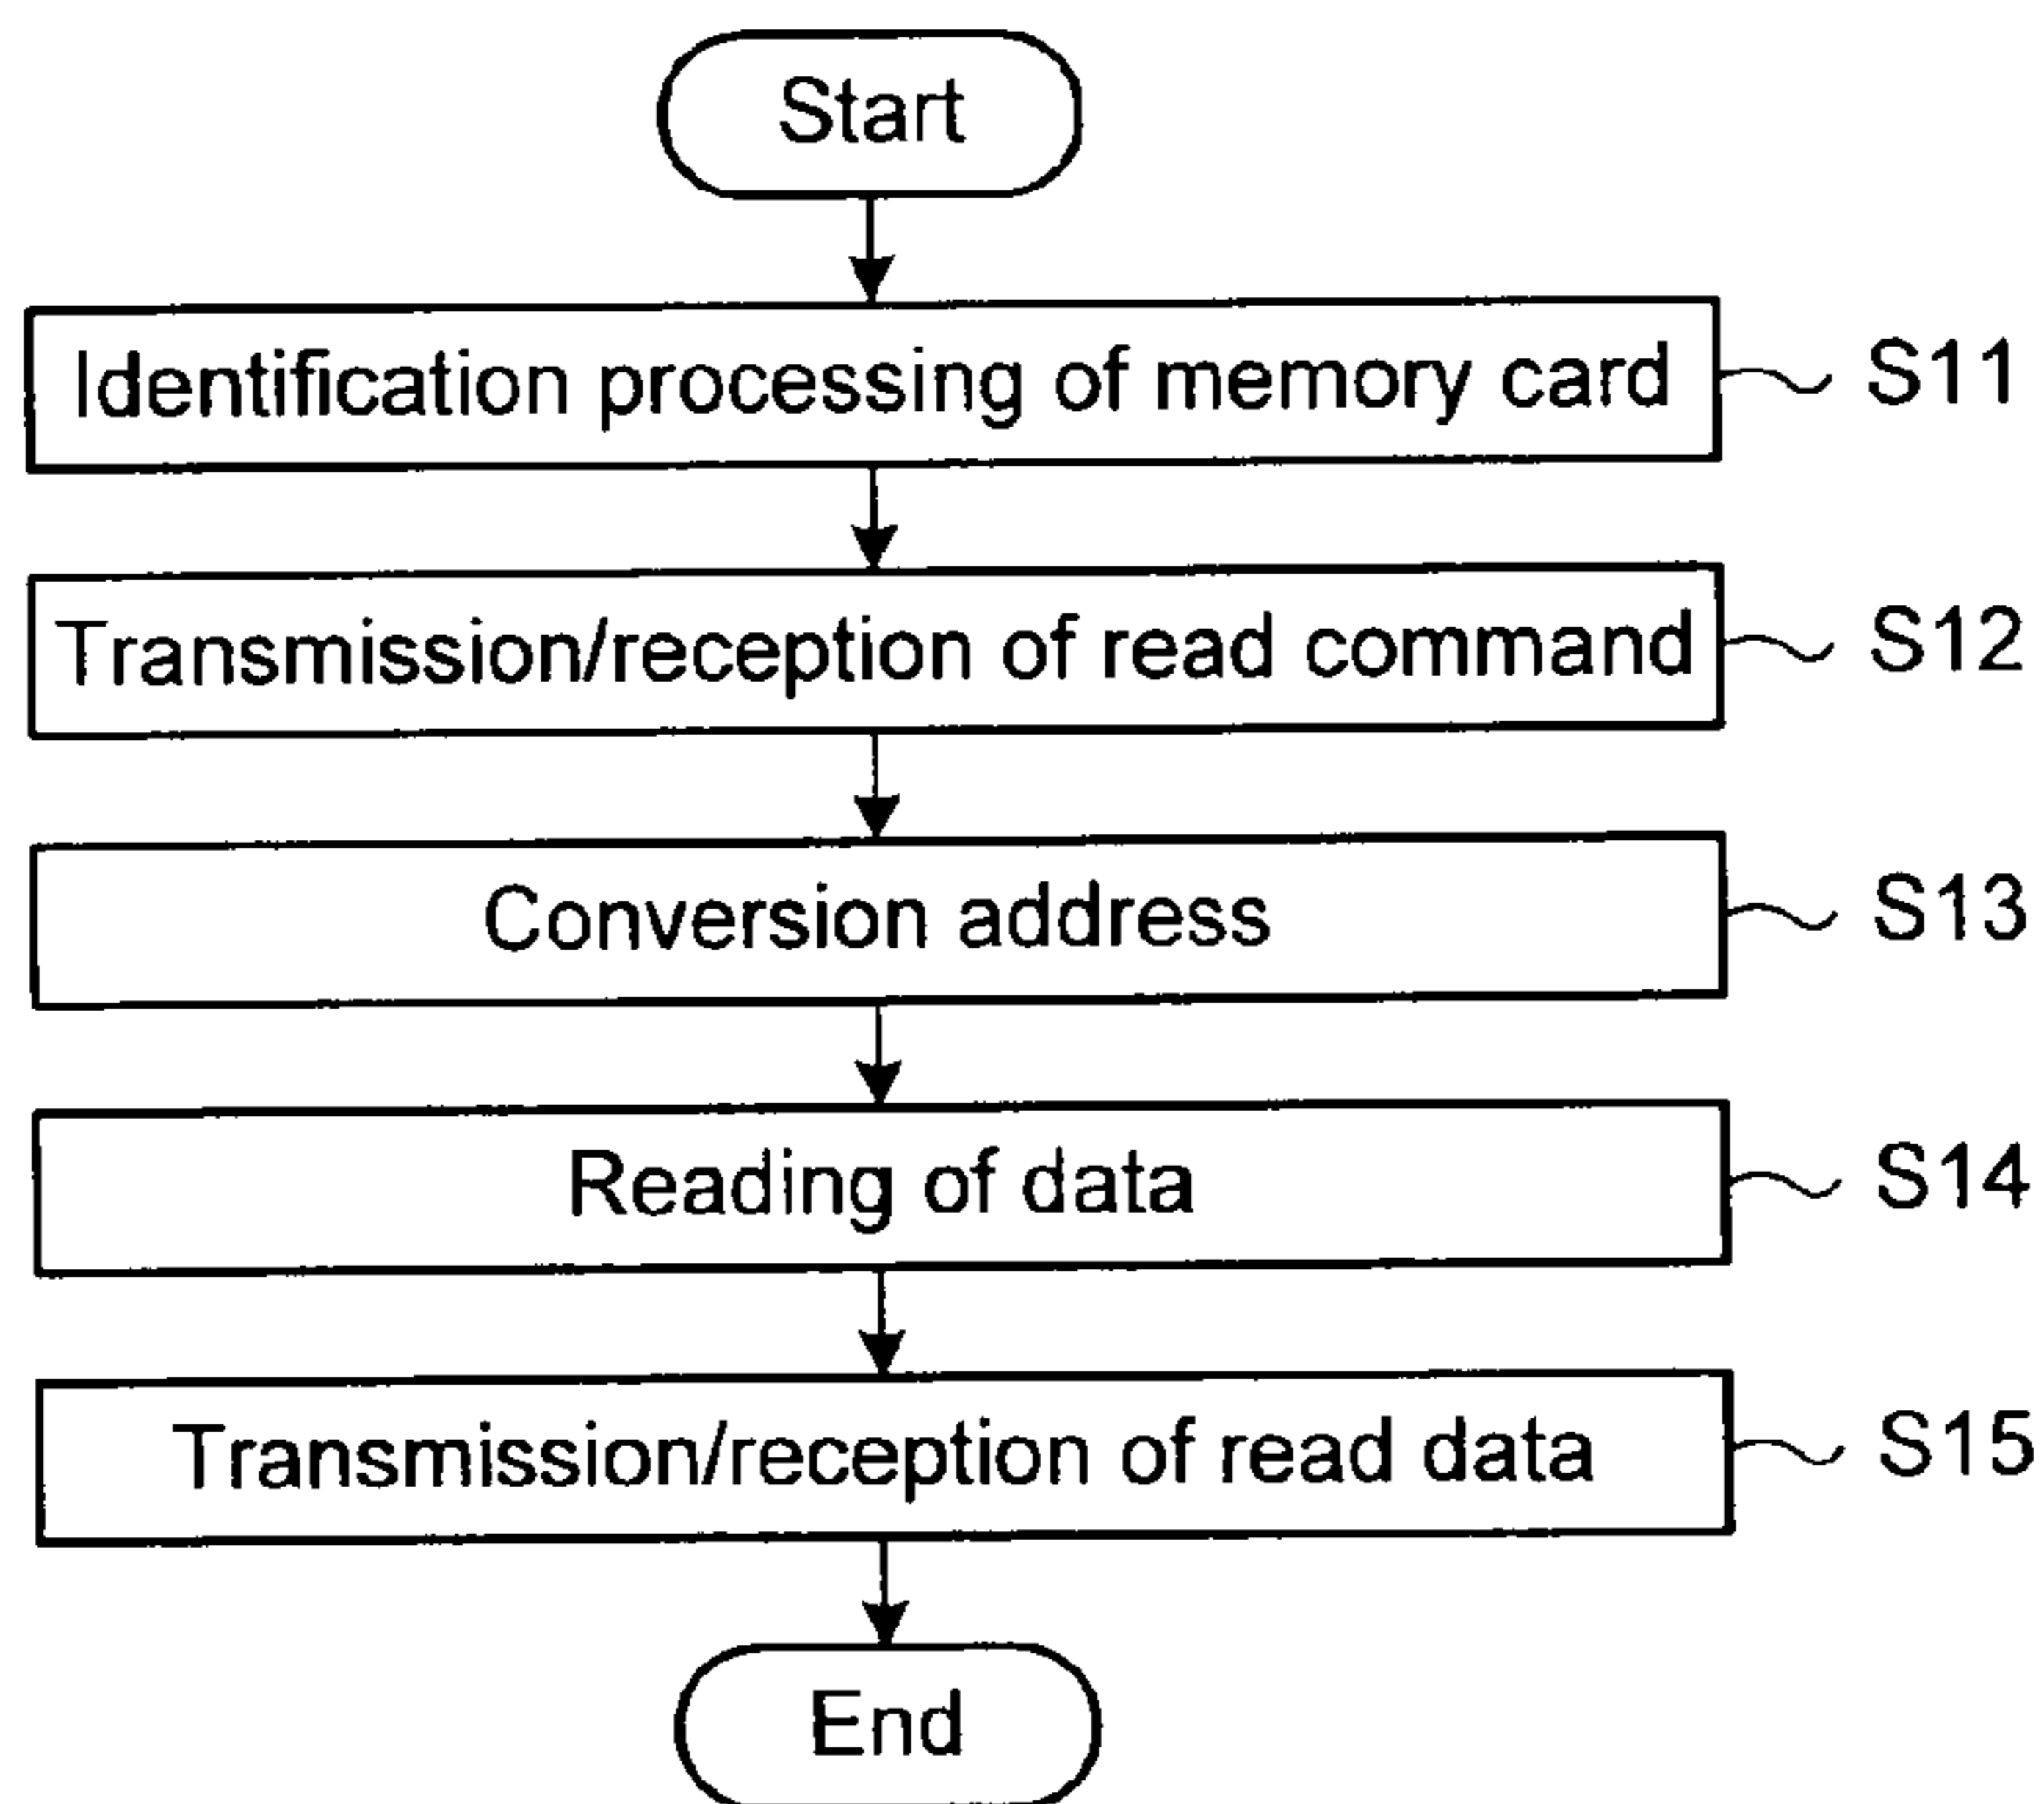 Start
Identification processing of memory card S11
Transmission/reception of read command S12
Conversion address S13
Reading of data S14
Transmission/reception of read data S15
End